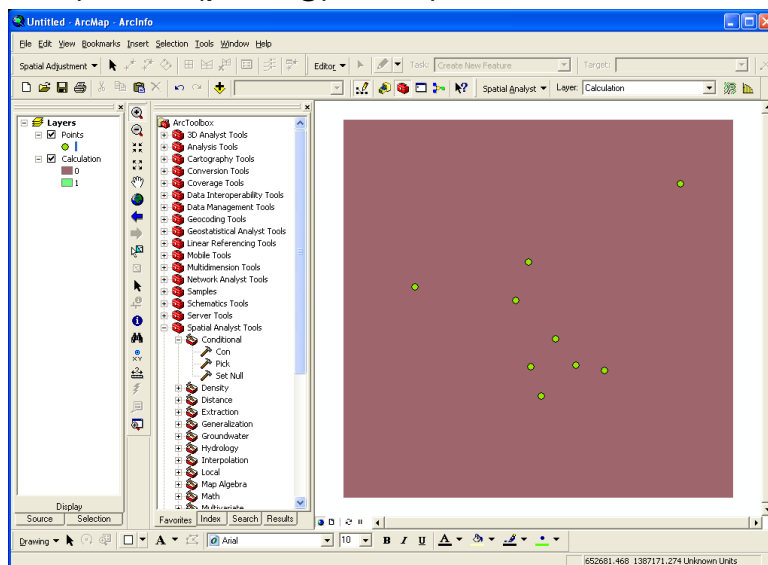 Untitled - ArcMap - ArcInfo
File Edit View Bookmarks Insert Selection Tools Window Help
Spatial Adjustment Editor Task: Create New Feature Target:
Spatial Analyst Layer: Calculation
Layers
Points
Calculation
0
1
Display
Source Selection
ArcToolbox
3D Analyst Tools
Analysis Tools
Cartography Tools
Conversion Tools
Coverage Tools
Data Interoperability Tools
Data Management Tools
Geocoding Tools
Geostatistical Analyst Tools
Linear Referencing Tools
Mobile Tools
Multidimension Tools
Network Analyst Tools
Samples
Schematics Tools
Server Tools
Spatial Analyst Tools
Conditional
Con
Pick
Set Null
Density
Distance
Extraction
Generalization
Groundwater
Hydrology
Interpolation
Local
Map Algebra
Math
Multivariate
Favorites Index Search Results
Drawing A Arial 10 B I U A
652681.468 1387171.274 Unknown Units